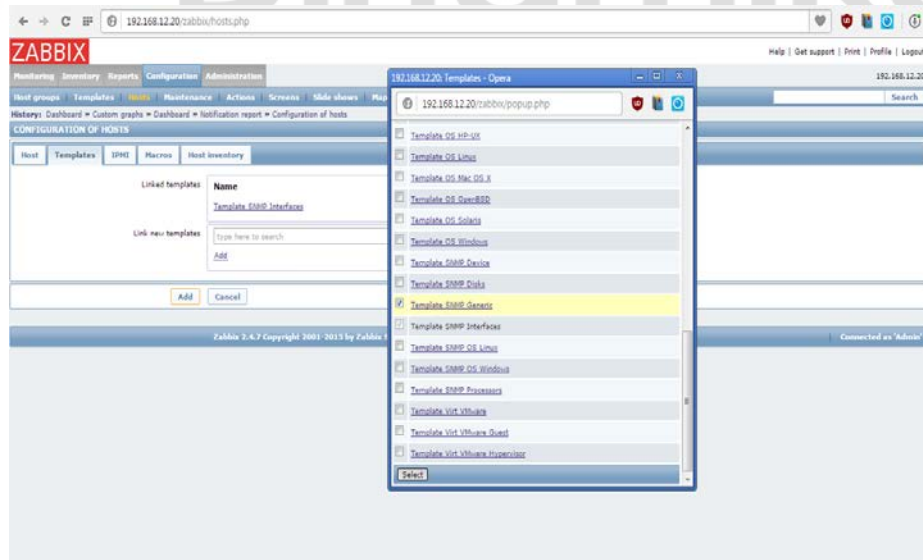 192.168.12.20/zabbix/hosts.php
ZABBIX
Help | Get support | Print | Profile | Logout
Monitoring Inventory Reports Configuration Administration
192.168.12.20
Host groups Templates Hosts Maintenance Actions Screens Slide shows Map
Search
History: Dashboard » Custom graphs » Dashboard » Notification report » Configuration of hosts
CONFIGURATION OF HOSTS
Host Templates IPMI Macros Host inventory
Linked templates
Name
Template SNMP Interfaces
Link new templates
type here to search
Add
Add Cancel
Zabbix 2.4.7 Copyright 2001-2015 by Zabbix S
Connected as 'Admin'
192.168.12.20: Templates - Opera
192.168.12.20/zabbix/popup.php
Template OS HP-UX
Template OS Linux
Template OS Mac OS X
Template OS OpenBSD
Template OS Solaris
Template OS Windows
Template SNMP Device
Template SNMP Disks
Template SNMP Generic
Template SNMP Interfaces
Template SNMP OS Linux
Template SNMP OS Windows
Template SNMP Processors
Template Virt VMware
Template Virt VMware Guest
Template Virt VMware Hypervisor
Select